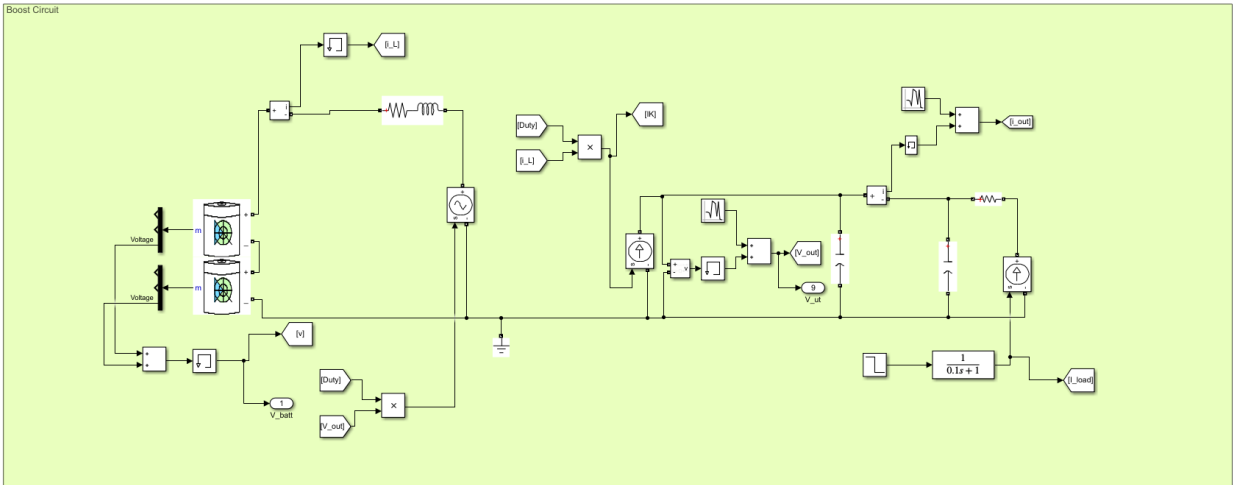 Boost Circuit
[i_L]
[Duty]
[i_L]
×
[IK]
[i_out]
m
Voltage
m
Voltage
[V_out]
9
V_ut
[v]
1
V_batt
[Duty]
[V_out]
×
1
0.1s + 1
[I_load]